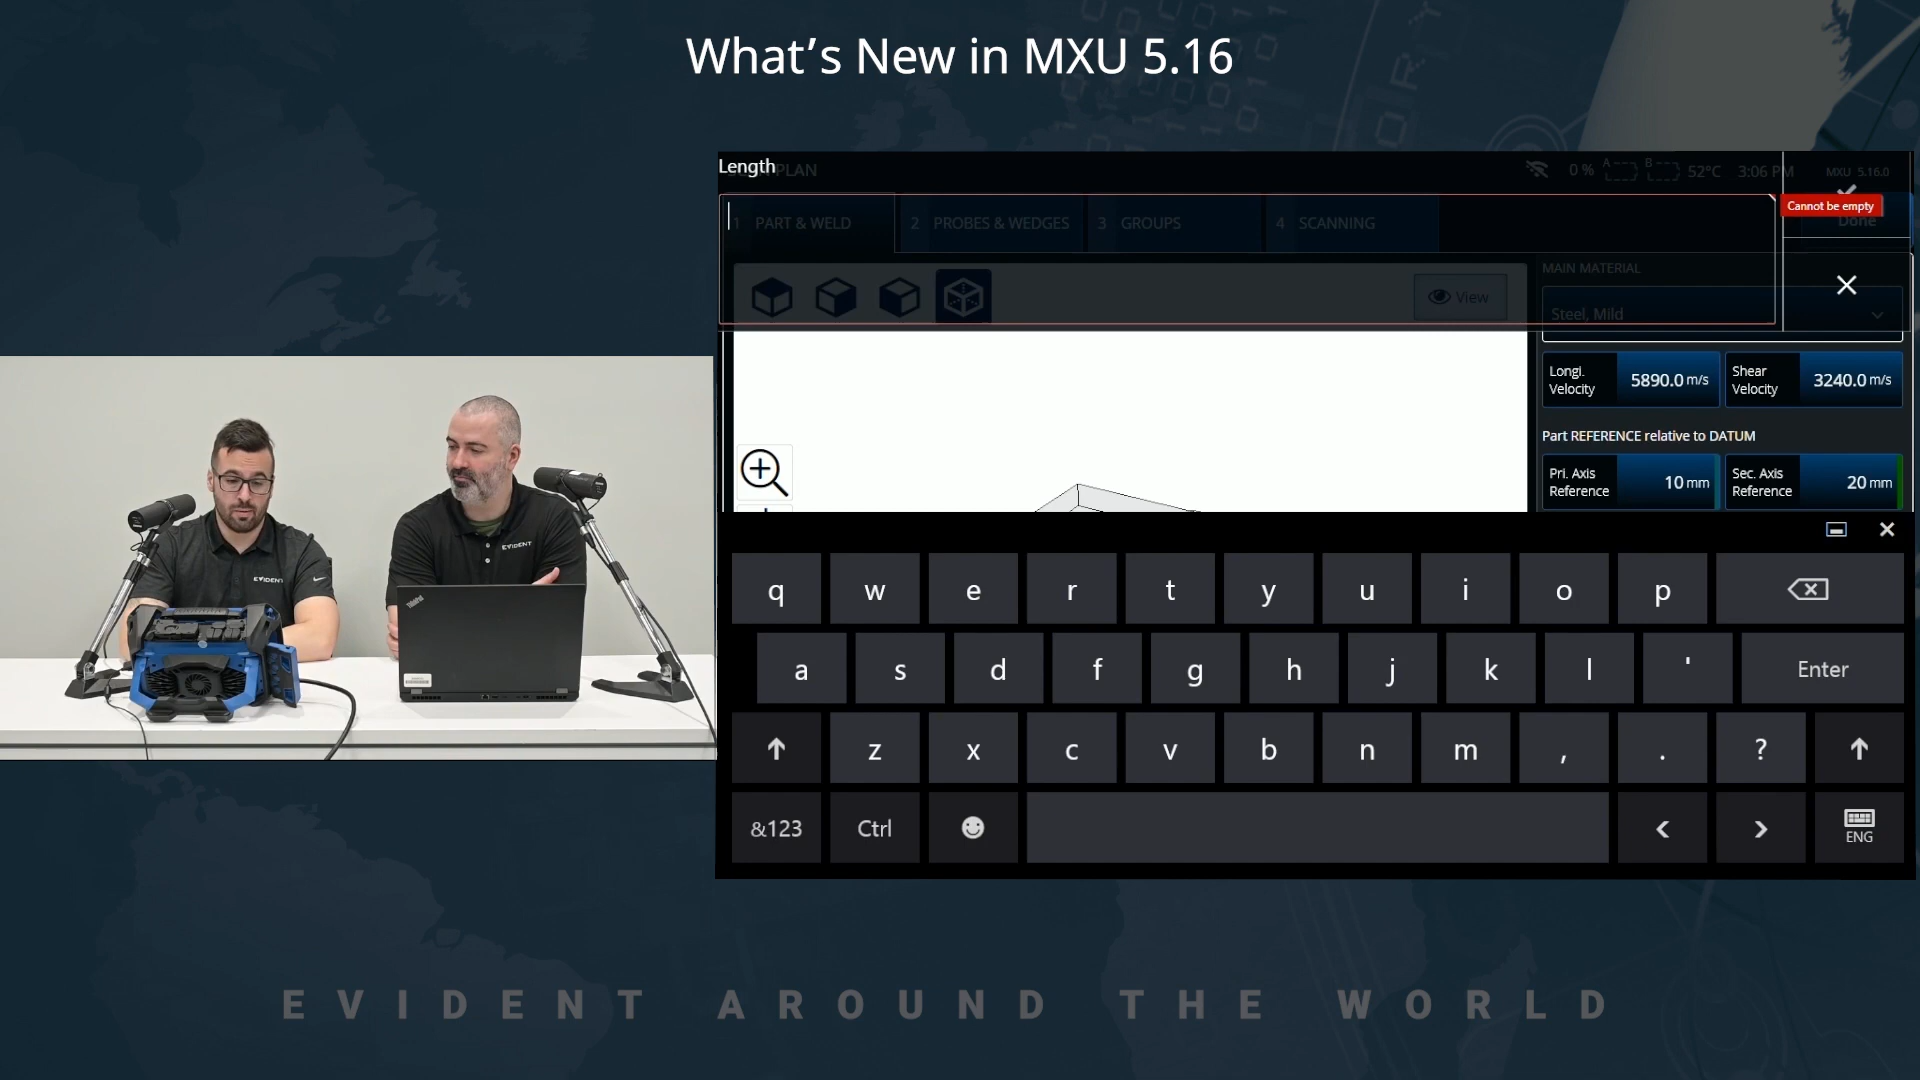 What's New in MXU 5.16
Length
PLAN
0 %
A
B
52°C
3:06 PM
MXU 5.16.0
1 PART & WELD
2 PROBES & WEDGES
3 GROUPS
4 SCANNING
Cannot be empty
Done
View
MAIN MATERIAL
Steel, Mild
Longi. Velocity
5890.0 m/s
Shear Velocity
3240.0 m/s
Part REFERENCE relative to DATUM
Pri. Axis Reference
10 mm
Sec. Axis Reference
20 mm
EVIDENT
EVIDENT
ThinkPad
q w e r t y u i o p
a s d f g h j k l ' Enter
z x c v b n m , . ?
&123 Ctrl < > ENG
EVIDENT AROUND THE WORLD